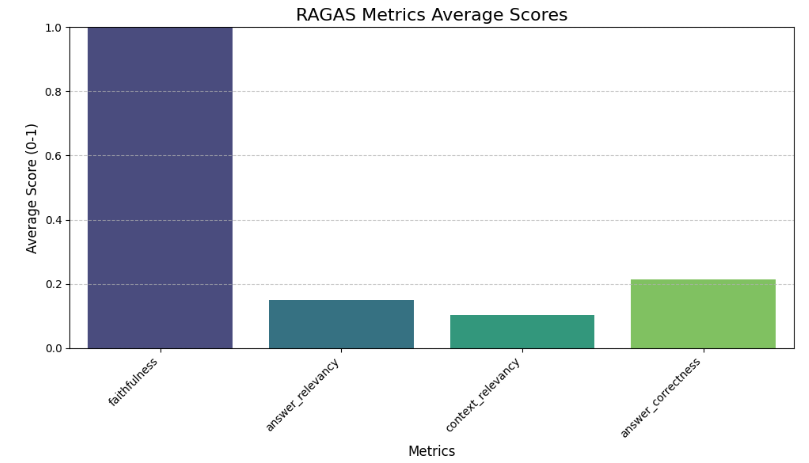 RAGAS Metrics Average Scores
Average Score (0-1)
1.0
0.8
0.6
0.4
0.2
0.0
faithfulness
answer_relevancy
context_relevancy
answer_correctness
Metrics